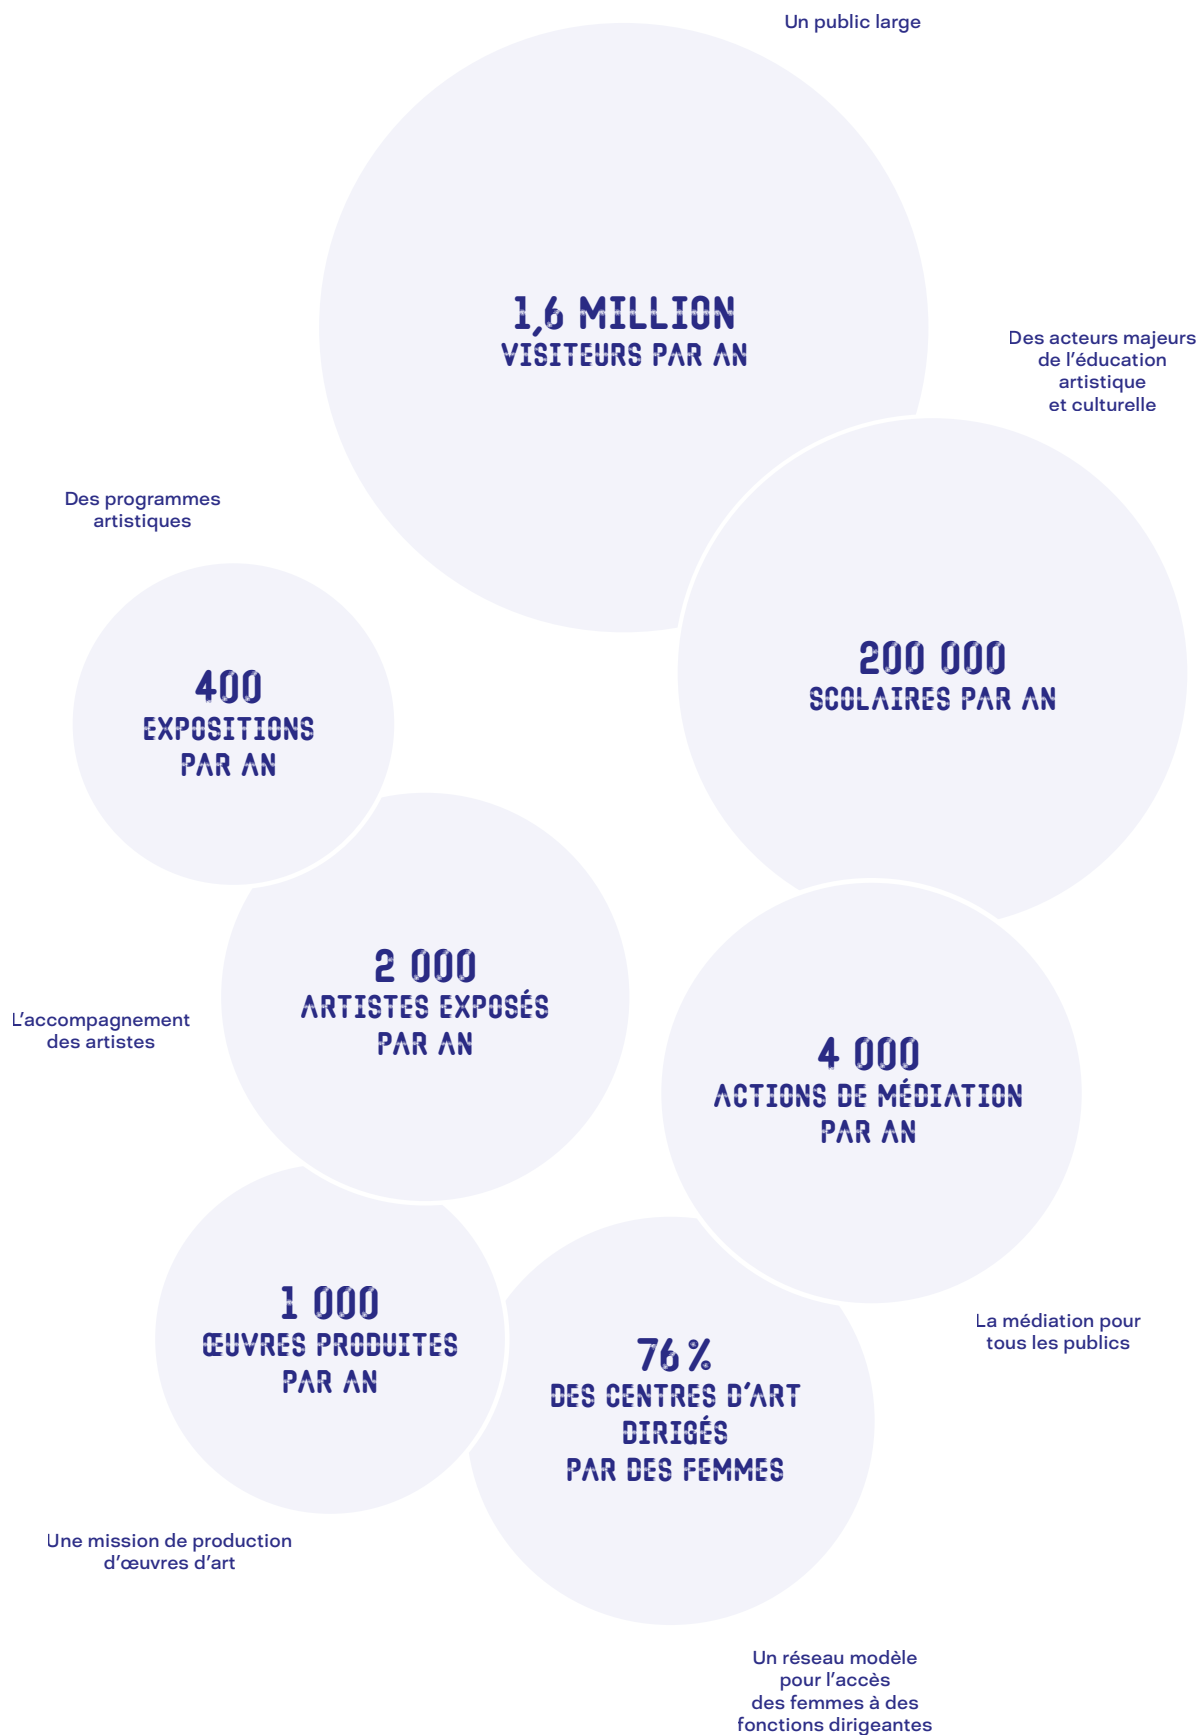 Un public large
1,6 MILLION
VISITEURS PAR AN
Des acteurs majeurs
de l’éducation
artistique
et culturelle
200 000
SCOLAIRES PAR AN
Des programmes
artistiques
400
EXPOSITIONS
PAR AN
2 000
ARTISTES EXPOSÉS
PAR AN
L’accompagnement
des artistes
4 000
ACTIONS DE MÉDIATION
PAR AN
La médiation pour
tous les publics
1 000
ŒUVRES PRODUITES
PAR AN
Une mission de production
d’œuvres d’art
76 %
DES CENTRES D’ART
DIRIGÉS
PAR DES FEMMES
Un réseau modèle
pour l’accès
des femmes à des
fonctions dirigeantes